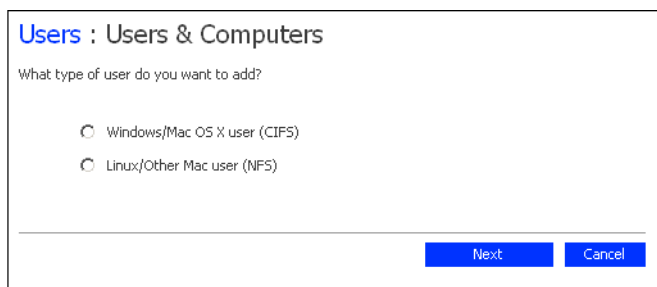 Users : Users & Computers
What type of user do you want to add?
Windows/Mac OS X user (CIFS)
Linux/Other Mac user (NFS)
Next Cancel